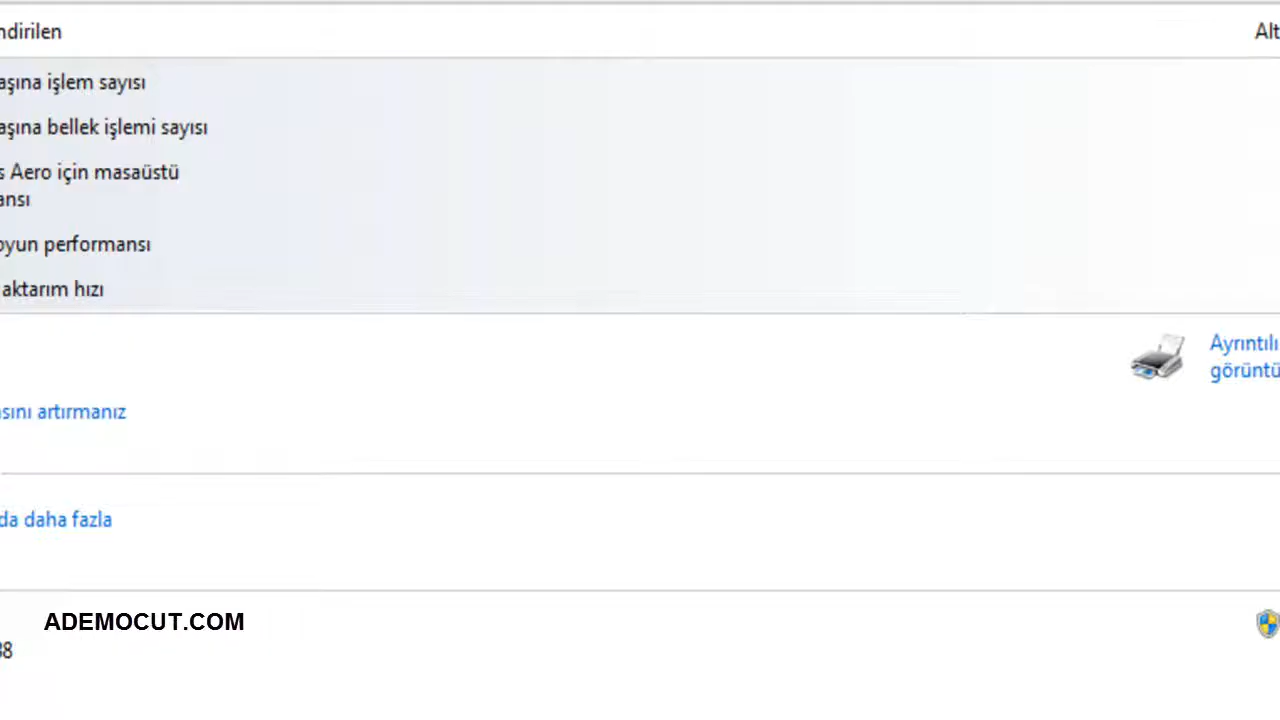 ndirilen
Alt
aşına işlem sayısı
aşına bellek işlemi sayısı
s Aero için masaüstü
ansı
oyun performansı
aktarım hızı
Ayrıntılı
görüntü
sını artırmanız
da daha fazla
ADEMOCUT.COM
38